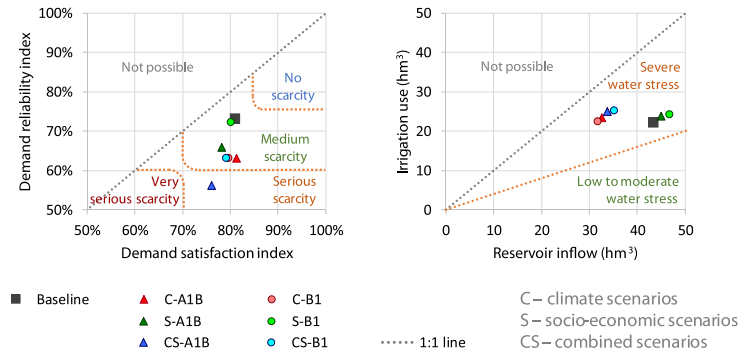 100%
90%
80%
70%
60%
50%
50% 60% 70% 80% 90% 100%
Demand reliability index
Demand satisfaction index
Not possible
No
scarcity
Medium
scarcity
Very
serious scarcity
Serious
scarcity
50
40
30
20
10
0
0 10 20 30 40 50
Irrigation use (hm³)
Reservoir inflow (hm³)
Not possible
Severe
water stress
Low to moderate
water stress
Baseline
C-A1B
S-A1B
CS-A1B
C-B1
S-B1
CS-B1
1:1 line
C – climate scenarios
S – socio-economic scenarios
CS – combined scenarios